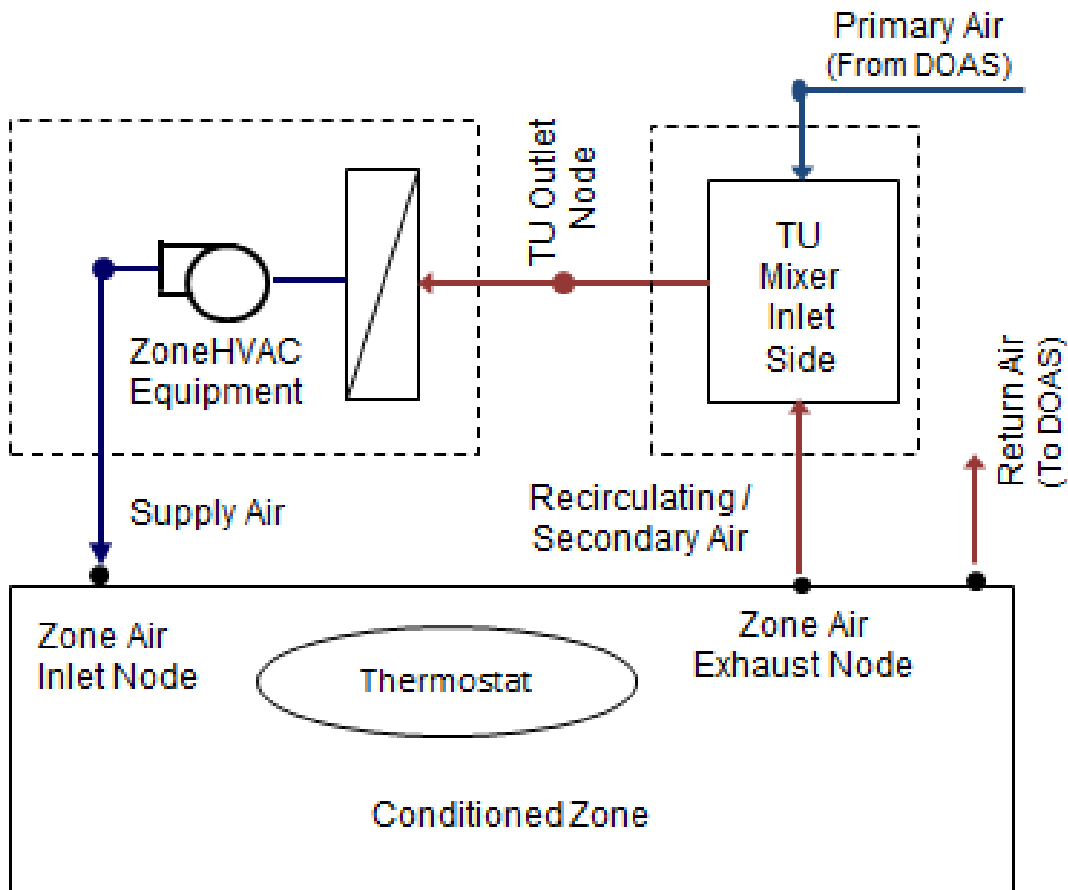 Primary Air
(From DOAS)
TU Outlet
Node
TU
Mixer
Inlet
Side
ZoneHVAC
Equipment
Return Air
(To DOAS)
Supply Air
Recirculating /
Secondary Air
Zone Air
Inlet Node
Thermostat
Zone Air
Exhaust Node
Conditioned Zone